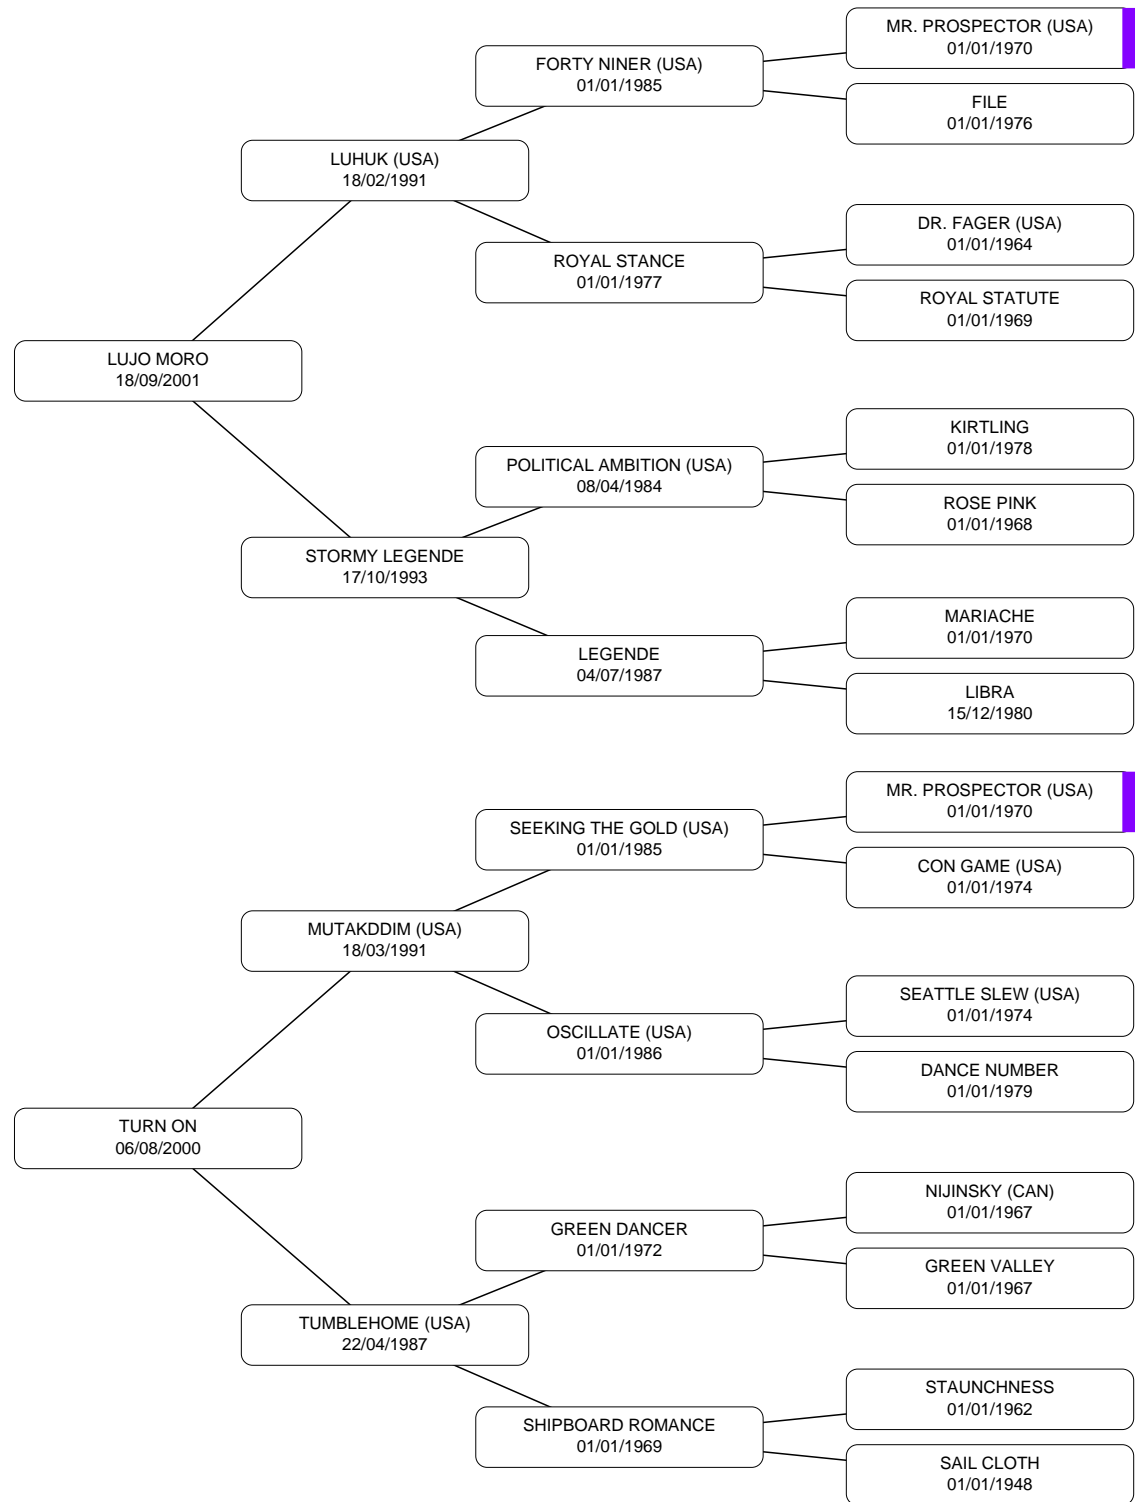 MR. PROSPECTOR (USA)
01/01/1970
FORTY NINER (USA)
01/01/1985
FILE
01/01/1976
LUHUK (USA)
18/02/1991
DR. FAGER (USA)
01/01/1964
ROYAL STANCE
01/01/1977
ROYAL STATUTE
01/01/1969
LUJO MORO
18/09/2001
KIRTLING
01/01/1978
POLITICAL AMBITION (USA)
08/04/1984
ROSE PINK
01/01/1968
STORMY LEGENDE
17/10/1993
MARIACHE
01/01/1970
LEGENDE
04/07/1987
LIBRA
15/12/1980
MR. PROSPECTOR (USA)
01/01/1970
SEEKING THE GOLD (USA)
01/01/1985
CON GAME (USA)
01/01/1974
MUTAKDDIM (USA)
18/03/1991
SEATTLE SLEW (USA)
01/01/1974
OSCILLATE (USA)
01/01/1986
DANCE NUMBER
01/01/1979
TURN ON
06/08/2000
NIJINSKY (CAN)
01/01/1967
GREEN DANCER
01/01/1972
GREEN VALLEY
01/01/1967
TUMBLEHOME (USA)
22/04/1987
STAUNCHNESS
01/01/1962
SHIPBOARD ROMANCE
01/01/1969
SAIL CLOTH
01/01/1948